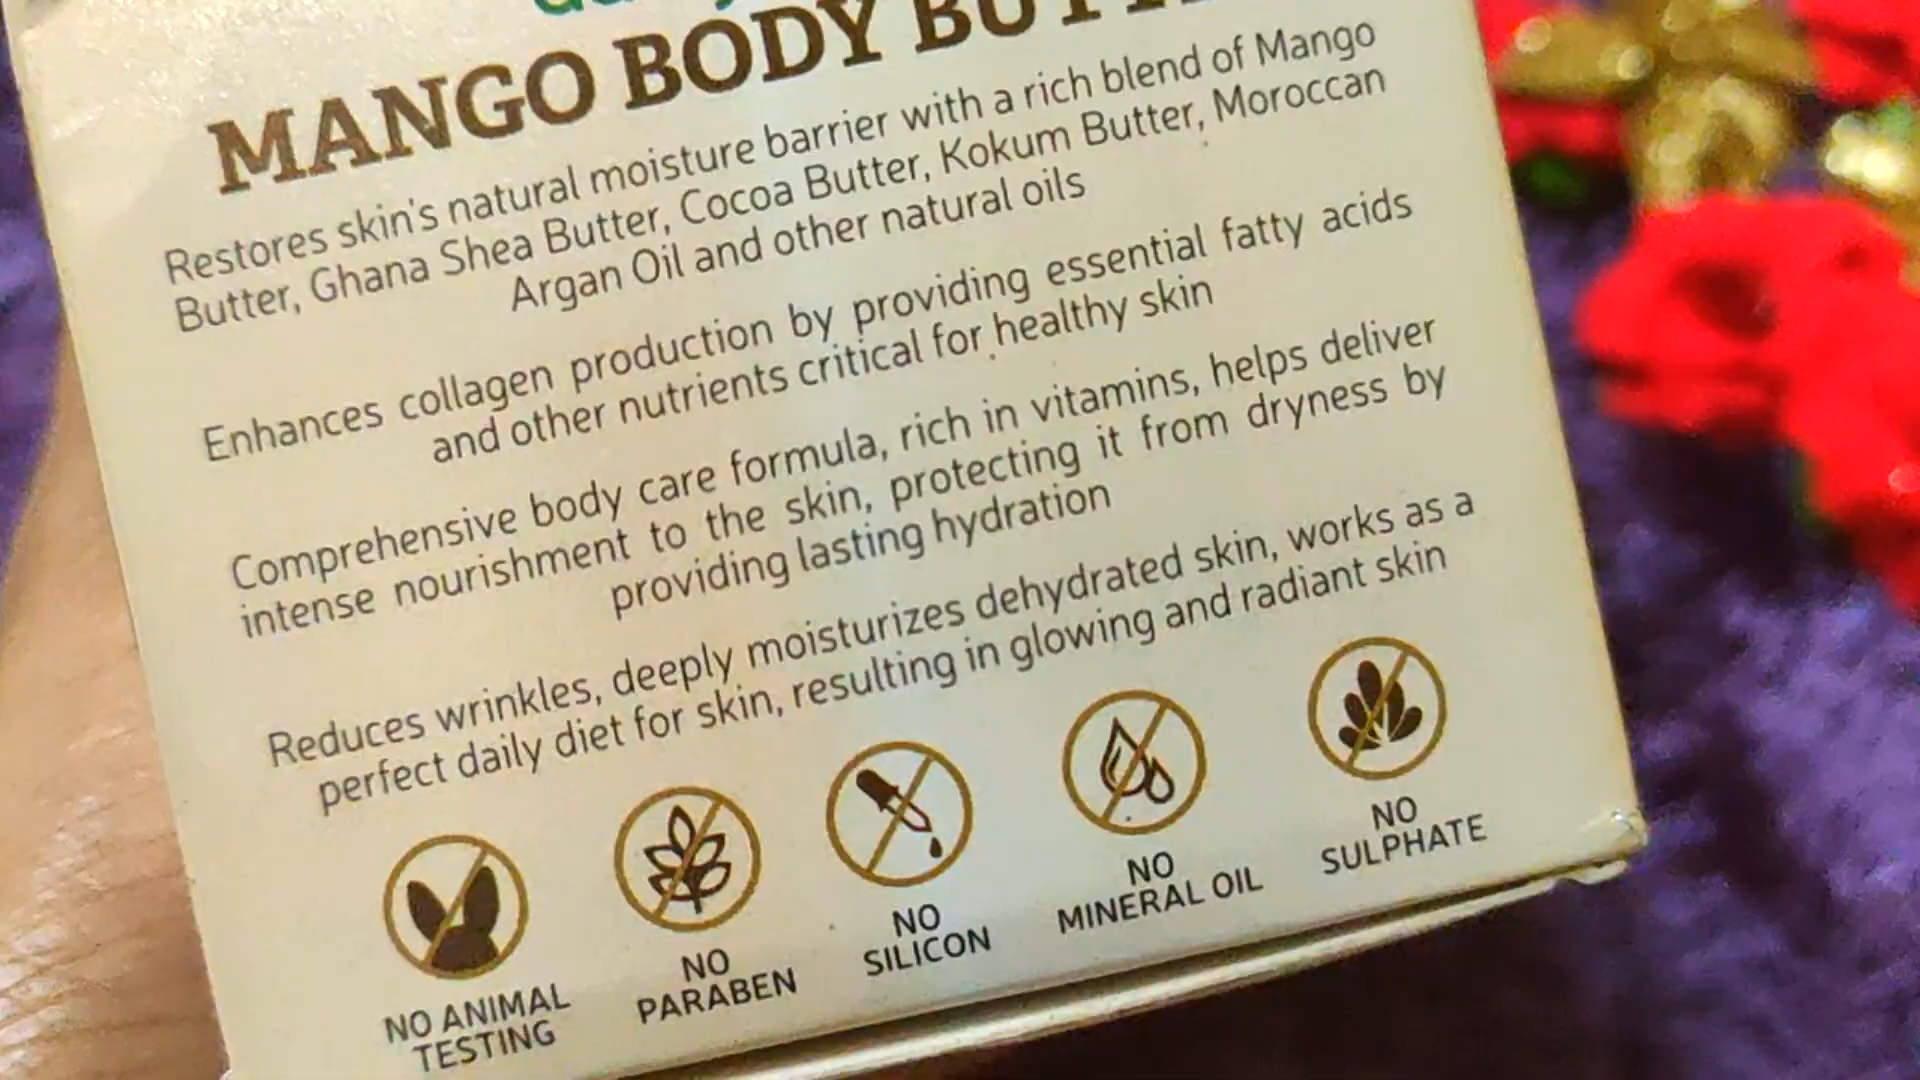 MANGO BODY
Restores skin's natural moisture barrier with a rich blend of Mango
Butter, Ghana Shea Butter, Cocoa Butter, Kokum Butter, Moroccan
Argan Oil and other natural oils
Enhances collagen production by providing essential fatty acids
and other nutrients critical for healthy skin
Comprehensive body care formula, rich in vitamins, helps deliver
intense nourishment to the skin, protecting it from dryness by
providing lasting hydration
Reduces wrinkles, deeply moisturizes dehydrated skin, works as a
perfect daily diet for skin, resulting in glowing and radiant skin
NO ANIMAL
TESTING
NO
PARABEN
NO
SILICON
NO
MINERAL OIL
NO
SULPHATE